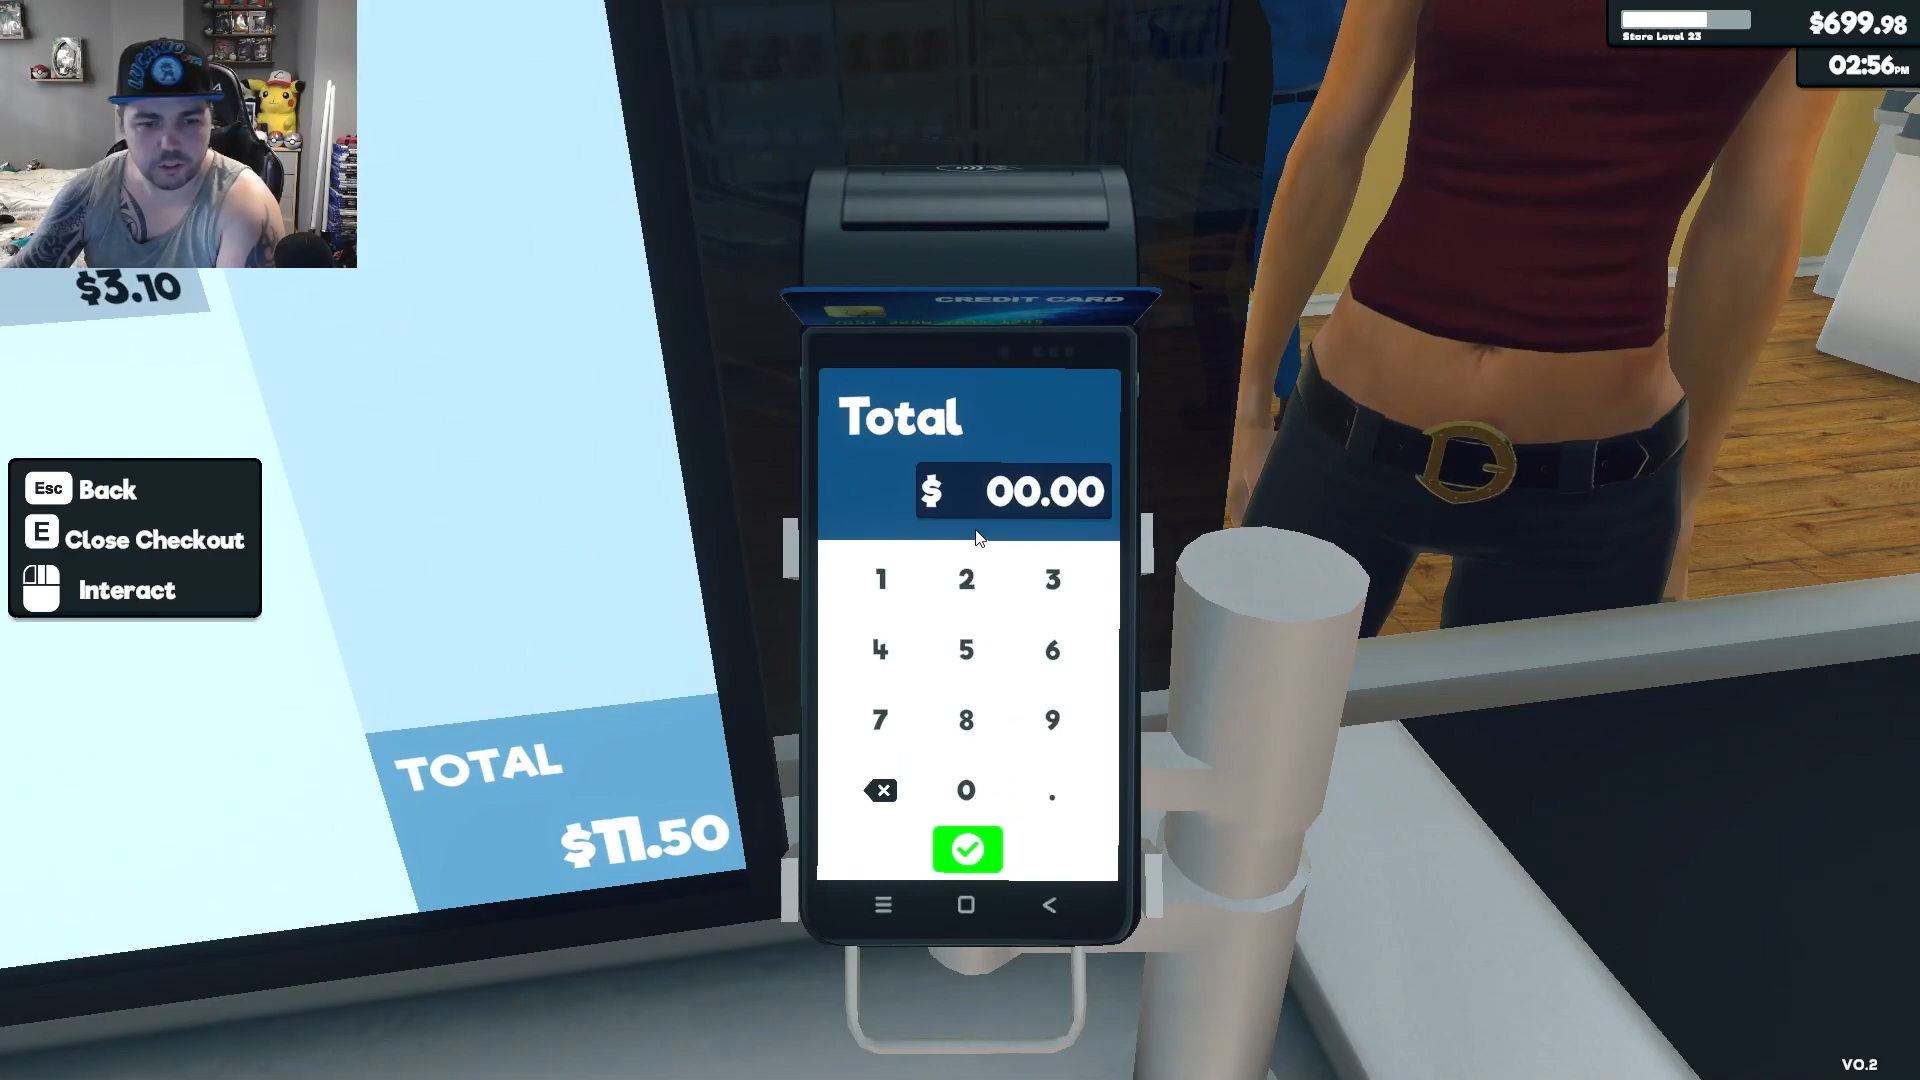 LUCARIO
$699.98
Store Level 23
02:56PM
$3.10
CREDIT CARD
Total
$ 00.00
Esc Back
E Close Checkout
Interact
1 2 3
4 5 6
7 8 9
0 .
TOTAL
$11.50
V0.2